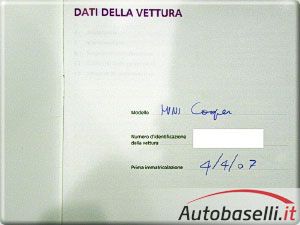 DATI DELLA VETTURA
Modello MINI Cooper
Numero d'identificazione
della vettura
Prima immatricolazione 4/4/07
Autobaselli.it